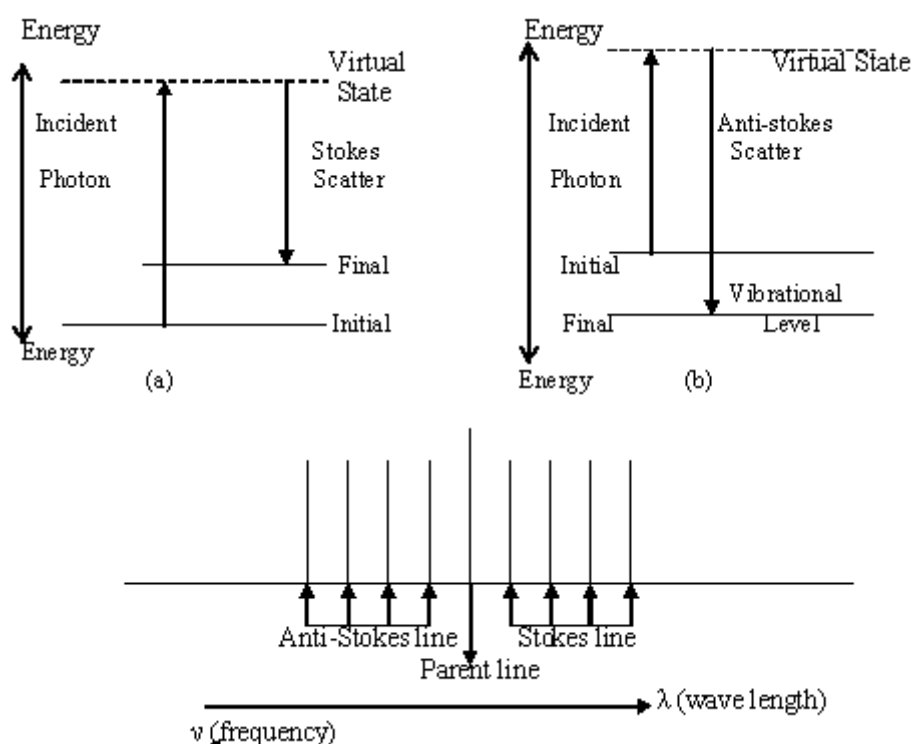 Energy
Virtual
State
Incident
Photon
Stokes
Scatter
Final
Initial
Energy
(a)
Energy
Virtual State
Incident
Photon
Anti-stokes
Scatter
Initial
Vibrational
Final
Level
Energy
(b)
Anti-Stokes line
Stokes line
Parent line
λ (wave length)
ν (frequency)